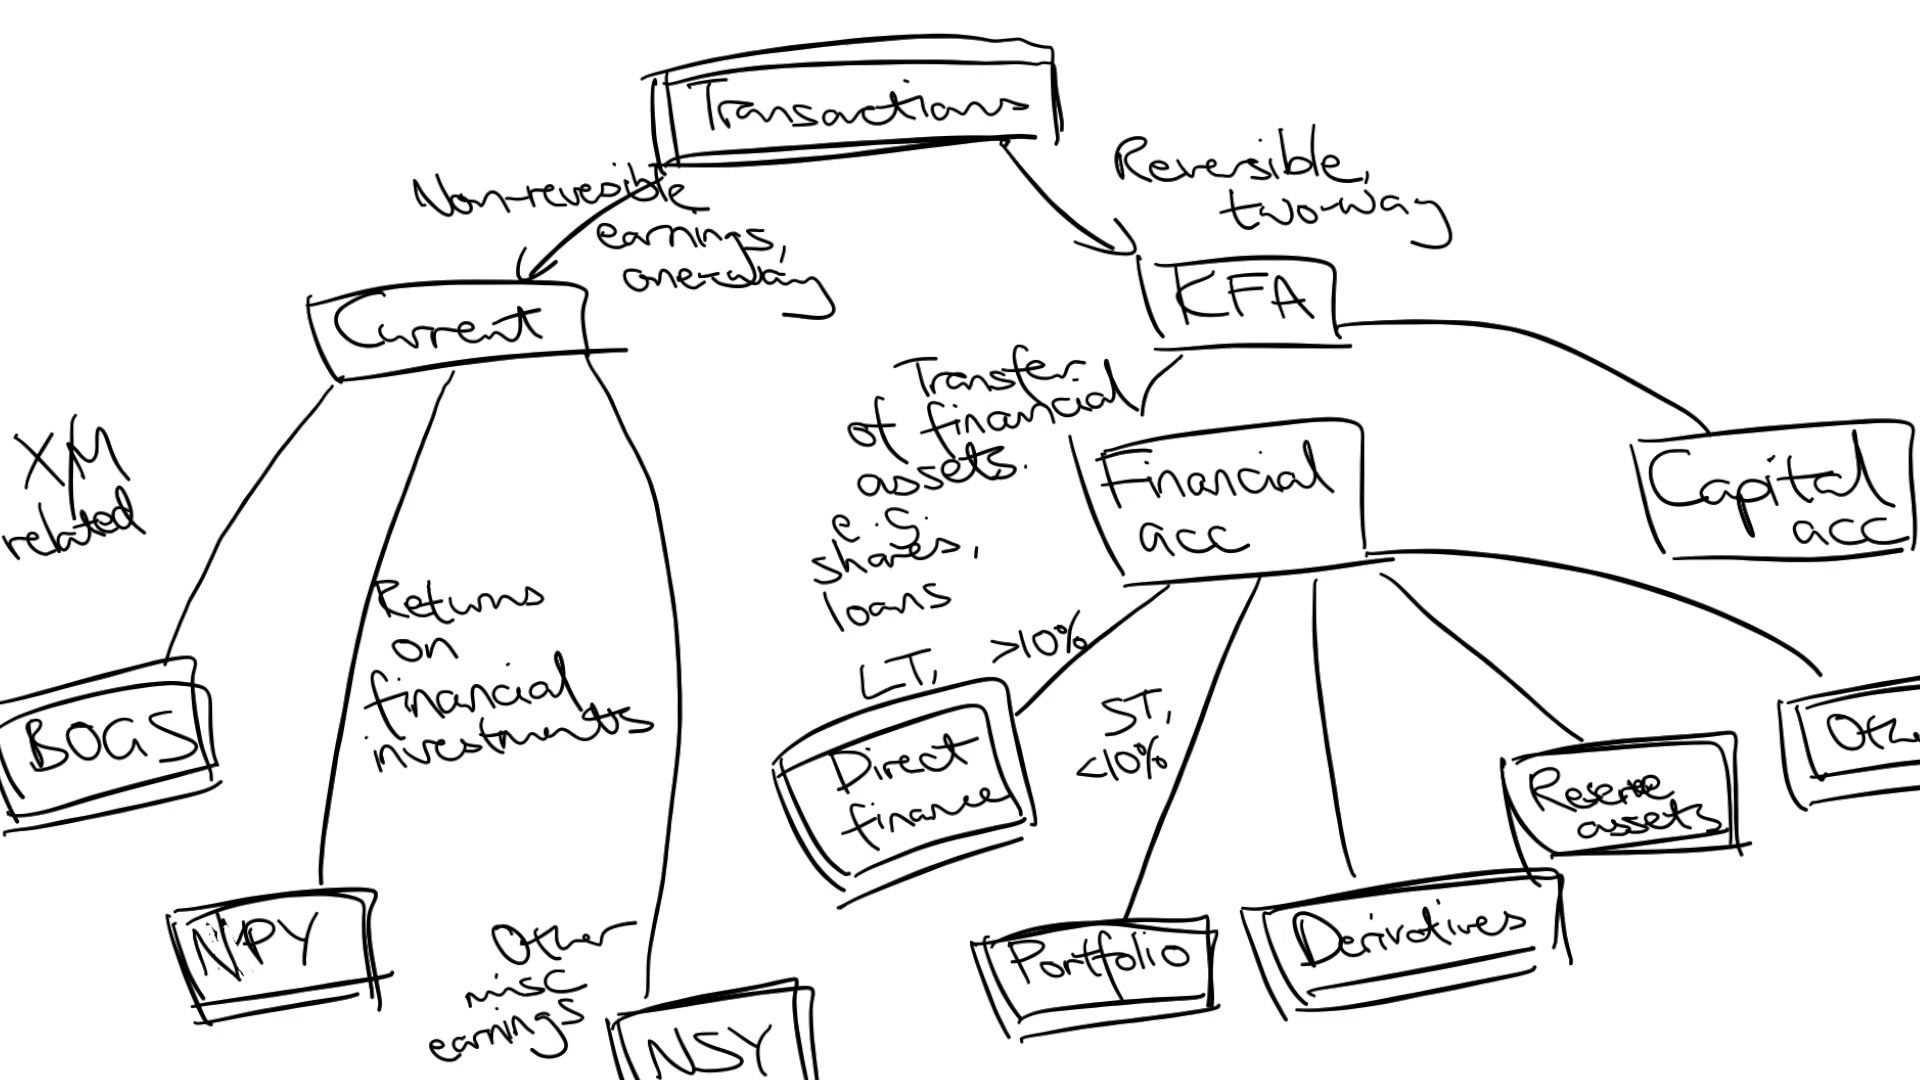 Transactions
Non-revesible
earnings,
one-way
Reversible,
two-way
Current
KFA
Transfer
of financial
assets.
e.g.
shares,
loans
Financial
acc
Capital
acc
X/M
related
Returns
on
financial
investments
LT, >10%
ST,
<10%
BOGS
Direct
finance
Reserve
assets
Othe
NPY
Other
misc
earnings
NSY
Portfolio
Derivatives